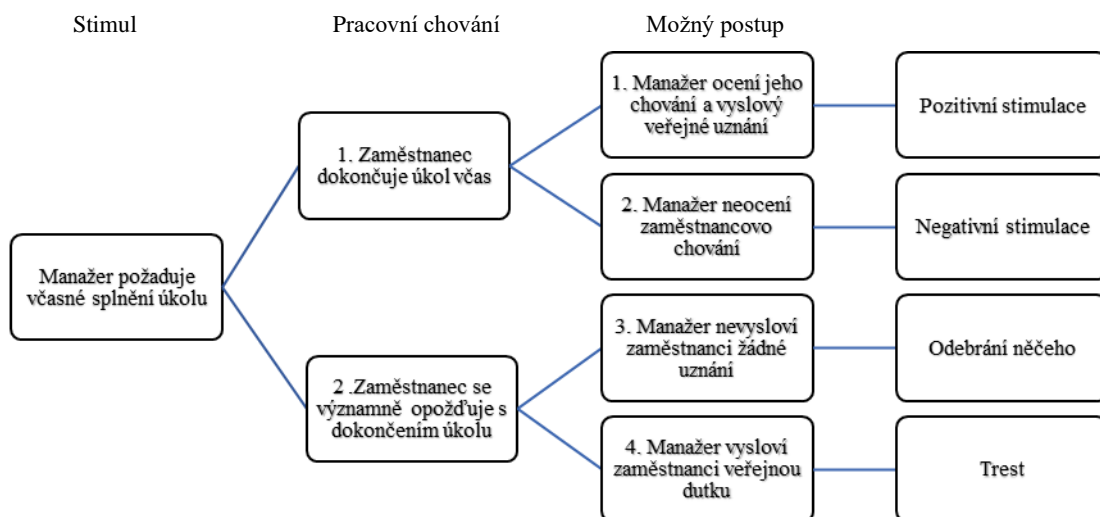 Stimul
Pracovní chování
Možný postup
Manažer požaduje
včasné splnění úkolu
1. Zaměstnanec
dokončuje úkol včas
2 .Zaměstnanec se
významně opožďuje s
dokončením úkolu
1. Manažer ocení jeho
chování a vyslový
veřejné uznání
2. Manažer neocení
zaměstnancovo
chování
3. Manažer nevysloví
zaměstnanci žádné
uznání
4. Manažer vysloví
zaměstnanci veřejnou
dutku
Pozitivní stimulace
Negativní stimulace
Odebrání něčeho
Trest